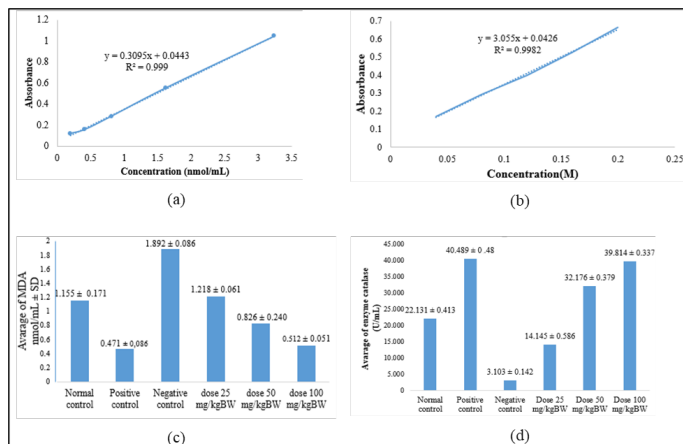 1.2
1
0.8
0.6
0.4
0.2
0
Absorbance
y = 0.3095x + 0.0443
R² = 0.999
0 0.5 1 1.5 2 2.5 3 3.5
Concentration (nmol/mL)
(a)
0.7
0.6
0.5
0.4
0.3
0.2
0.1
0
Absorbance
y = 3.055x + 0.0426
R² = 0.9982
0 0.05 0.1 0.15 0.2 0.25
Concentration(M)
(b)
Avarage of MDA
nmol/mL ± SD
2
1.8
1.6
1.4
1.2
1
0.8
0.6
0.4
0.2
0
1.155 ± 0.171
0.471 ± 0,086
1.892 ± 0.086
1.218 ± 0.061
0.826 ± 0.240
0.512 ± 0.051
Normal control
Positive control
Negative control
dose 25 mg/kgBW
dose 50 mg/kgBW
dose 100 mg/kgBW
(c)
Avarage of enzyme catalase
(U/mL)
45.000
40.000
35.000
30.000
25.000
20.000
15.000
10.000
5.000
0.000
22.131 ± 0.413
40.489 ± 0 .48
3.103 ± 0.142
14.145 ± 0.586
32.176 ± 0.379
39.814 ± 0.337
Normal control
Positive control
Negative control
Dose 25 mg/kgBW
Dose 50 mg/kgBW
Dose 100 mg/kgBW
(d)